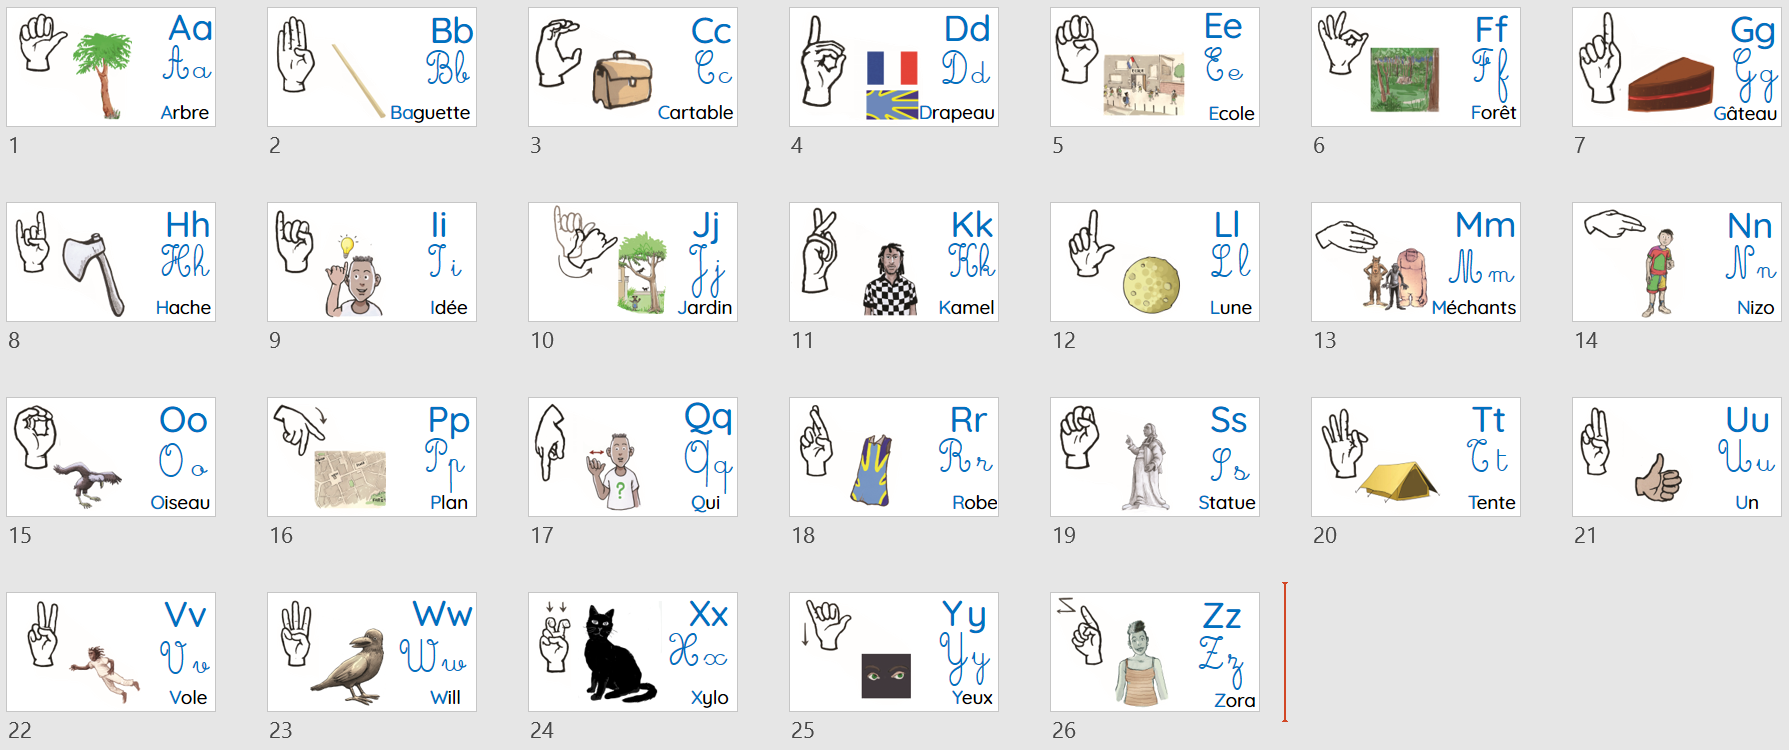 Aa
Aa
Arbre
1
Bb
Bb
Baguette
2
Cc
Cc
Cartable
3
Dd
Dd
Drapeau
4
Ee
Ee
Ecole
5
Ff
Ff
Forêt
6
Gg
Gg
Gâteau
7
Hh
Hh
Hache
8
Ii
Ii
Idée
9
Jj
Jj
Jardin
10
Kk
Kk
Kamel
11
Ll
Ll
Lune
12
Mm
Mm
Méchants
13
Nn
Nn
Nizo
14
Oo
Oo
Oiseau
15
Pp
Pp
Plan
16
Qq
Qq
?
Qui
17
Rr
Rr
Robe
18
Ss
Ss
Statue
19
Tt
Tt
Tente
20
Uu
Uu
Un
21
Vv
Vv
Vole
22
Ww
Ww
Will
23
Xx
Xx
Xylo
24
Yy
Yy
Yeux
25
Zz
Zz
Zora
26